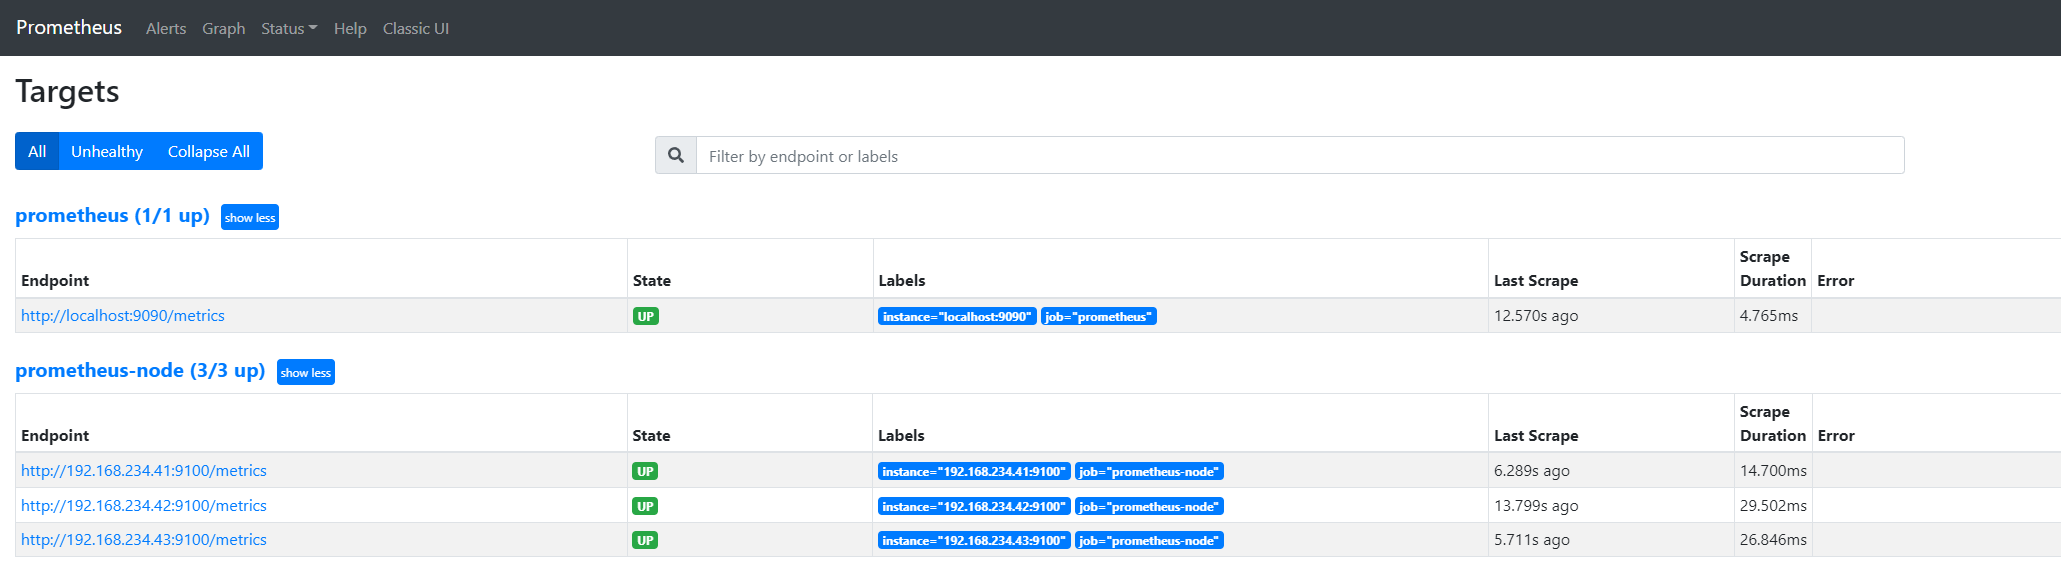 Prometheus Alerts Graph Status Help Classic UI
Targets
All Unhealthy Collapse All Filter by endpoint or labels
prometheus (1/1 up) show less
Endpoint State Labels Last Scrape Scrape Duration Error
http://localhost:9090/metrics UP instance="localhost:9090" job="prometheus" 12.570s ago 4.765ms
prometheus-node (3/3 up) show less
Endpoint State Labels Last Scrape Scrape Duration Error
http://192.168.234.41:9100/metrics UP instance="192.168.234.41:9100" job="prometheus-node" 6.289s ago 14.700ms
http://192.168.234.42:9100/metrics UP instance="192.168.234.42:9100" job="prometheus-node" 13.799s ago 29.502ms
http://192.168.234.43:9100/metrics UP instance="192.168.234.43:9100" job="prometheus-node" 5.711s ago 26.846ms